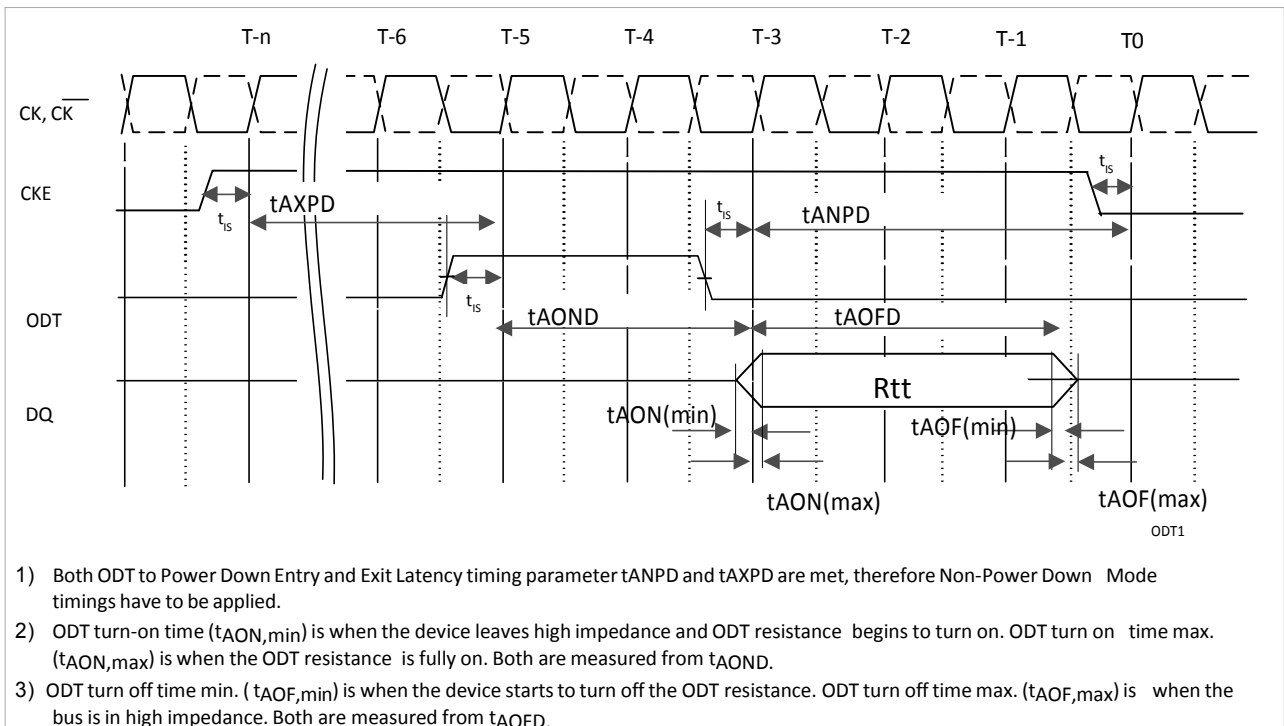 T-n T-6 T-5 T-4 T-3 T-2 T-1 T0
CK, C̅K̅
CKE
tIS
tAXPD
tIS
tANPD
tIS
tIS
ODT
tAOND
tAOFD
Rtt
DQ
tAON(min)
tAOF(min)
tAON(max)
tAOF(max)
ODT1
1) Both ODT to Power Down Entry and Exit Latency timing parameter tANPD and tAXPD are met, therefore Non-Power Down Mode
timings have to be applied.
2) ODT turn-on time (tAON,min) is when the device leaves high impedance and ODT resistance begins to turn on. ODT turn on time max.
(tAON,max) is when the ODT resistance is fully on. Both are measured from tAOND.
3) ODT turn off time min. ( tAOF,min) is when the device starts to turn off the ODT resistance. ODT turn off time max. (tAOF,max) is when the
bus is in high impedance. Both are measured from tAOFD.